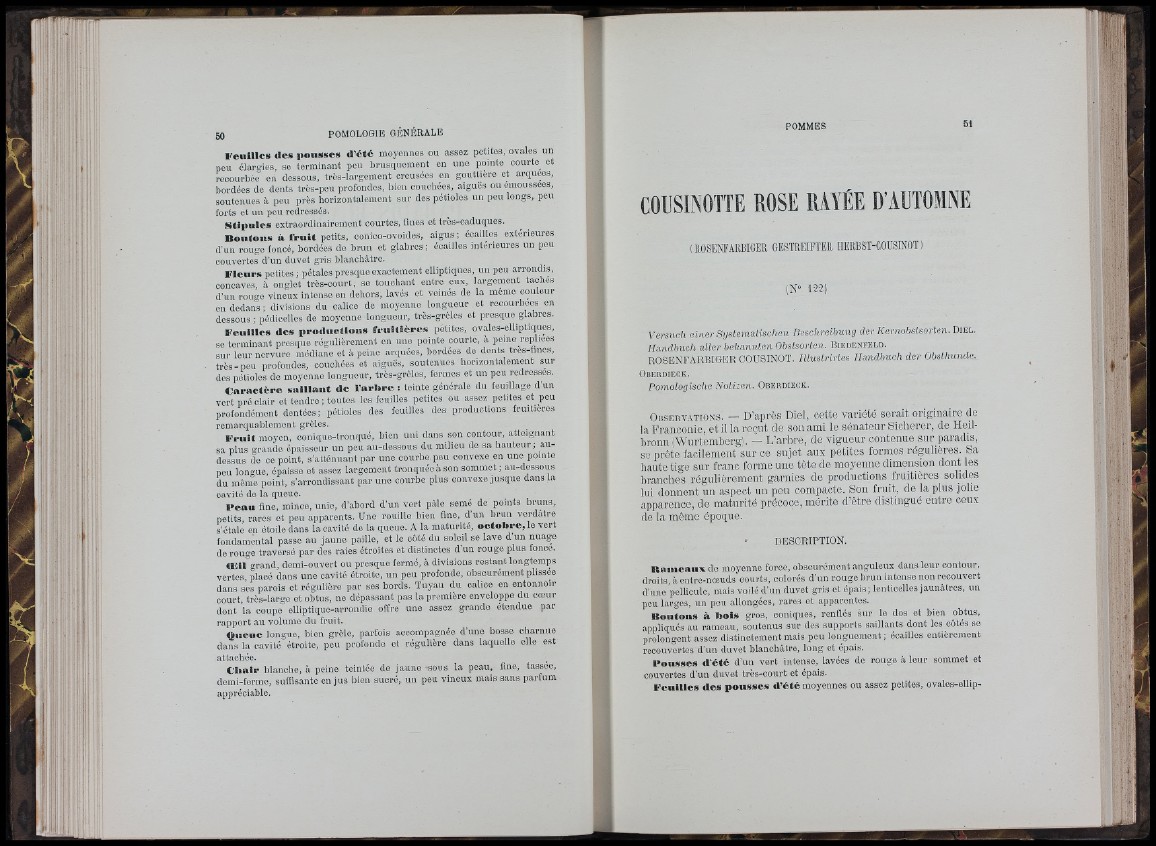 50 POMOLOGIE GÉNÉRALE
Feuilles des pousses d'été moyennes ou assez petites, ovales un
peu élargies, se terminant peu brusquement en une pointe courte et
recourbée en dessous, très-largement creusées en gouttière et arquées,
bordées de dents très-peu profondes, bien couchées, aiguës ou émoussées,
soutenues à peu près horizontalement sur des pétioles un peu longs, peu
forts et un peu redressés.
Stipules extraordinairement courtes, fines et très-caduques.
Boutons à fruit petits, conico-ovoïdes, aigus; écailles extérieures
d'un rouge foncé, bordées de brun et glabres; écailles intérieures un peu
couvertes d'un duvet gris blanchâtre.
Fleurs petites; pétales presque exactement elliptiques, un peu arrondis,
concaves, à onglet très-court, se touchant entre eux, largement tachés
d'un rouge vineux intense en dehors, lavés et veinés de la même couleur
en dedans; divisions du calice de moyenne longueur et recourbées en
dessous; pédicelles de moyenne longueur, très-grêles et presque glabres.
Feuilles des productions fruitières petites, ovales-elliptiques,
se terminant presque régulièrement en une pointe courte, à peine repliées
sur leur nervure médiane et à peine arquées, bordées de dents très-fines,
très-peu profondes, couchées et aiguës, soutenues horizontalement sur
des pétioles de moyenne longueur, très-grêles, fermes et un peu redressés.
Caractère saillant de l'arbre : teinte générale du feuillage d'un
vert pré clair et tendre; toutes les feuilles petites ou assez petites et peu
profondément dentées; pétioles des feuilles des productions fruitières
remarquablement grêles.
Fruit moyen, conique-tronqué, bien uni dans son contour, atteignant
sa plus grande épaisseur un peu au-dessous du milieu de sa hauteur; au-
dessus de ce point, s'atténuant par une courbe peu convexe en une pointe
peu longue, épaisse et assez largement tronquée à son sommet; au-dessous
du même point, s'arrondissant par une courbe plus convexe jusque dans la
cavité de la queue.
Peau fine, mince, unie, d'abord d'un vert pâle semé de points bruns,
petits, rares et peu apparents. Une rouille bien fine, d'un brun verdâtre
s'étale en étoile dans la cavité de la queue. A la maturité, octobre, le vert
fondamental passe au jaune paille, et le côté du soleil se lave d'un nuage
de rouge traversé par des raies étroites et distinctes d'un rouge plus foncé.
Œil grand, demi-ouvert ou presque fermé, à divisions restant longtemps
vertes, placé dans une cavité étroite, un peu profonde, obscurément plissée
dans ses parois et régulière par ses bords. Tuyau du calice en entonnoir
court, très-large et obtus, ne dépassant pas la première enveloppe du cœur
dont la coupe elliptique-arrondie offre une assez grande étendue par
rapport au volume du fruit.
Queue longue, bien grêle, parfois accompagnée d'une bosse charnue
dans la cavité étroite, peu profonde et régulière dans laquelle elle est
attachée.
Chair blanche, à peine teintée de jaune sous la peau, fine, tassée,
demi-ferme, suffisante en jus bien sucré, un peu vineux mais sans parfum
appréciable.
POMMES 51
COUSINOTTE ROSE RAYÉE D'AUTOMNE
(ROSENFARBIGER GESTREIFTER HERBST-COUSINOT)
(N° 122)
Versuch einer Systematischen Beschreibung der Kernobstsorten. DIEL.
Handbuch aller bekannten Obstsorten. BIEDENFELD.
ROSENFARBIGER COUSINOT. Illustrirtes Handbuch der Obstkunde.
OBERDIECK.
Pomologische Notizen. OBERDIECK.
OBSERVATIONS. — D'après Diel, cette variété serait originaire de
la Franconie, et il la reçut de son ami le sénateur Sicherer, de Heil-
bronn (Wurtemberg). — L'arbre, de vigueur contenue sur paradis,
se prête facilement sur ce sujet aux petites formes régulières. Sa
haute tige sur franc forme une tête de moyenne dimension dont les
branches régulièrement garnies de productions fruitières solides
lui donnent un aspect un peu compacte. Son fruit, de la plus jolie
apparence, de maturité précoce, mérite d'être distingué entre ceux
de la même époque.
DESCRIPTION.
Rameaux de moyenne force, obscurément anguleux dans leur contour,
droits, à entre-nœuds courts, colorés d'un rouge brun intense non recouvert
d'une pellicule, mais voilé d'un duvet gris et épais; lenticelles jaunâtres, un
peu larges, un peu allongées, rares et apparentes.
Boutons à bois gros, coniques, renflés sur le dos et bien obtus,
appliqués au rameau, soutenus sur des supports saillants dont les côtés se
prolongent assez distinctement mais peu longuement; écailles entièrement
recouvertes d'un duvet blanchâtre, long et épais.
Pousses d'été d'un vert intense, lavées de rouge à leur sommet et
couvertes d'un duvet très-court et épais.
Feuilles des pousses d'été moyennes ou assez petites, ovales-ellip-